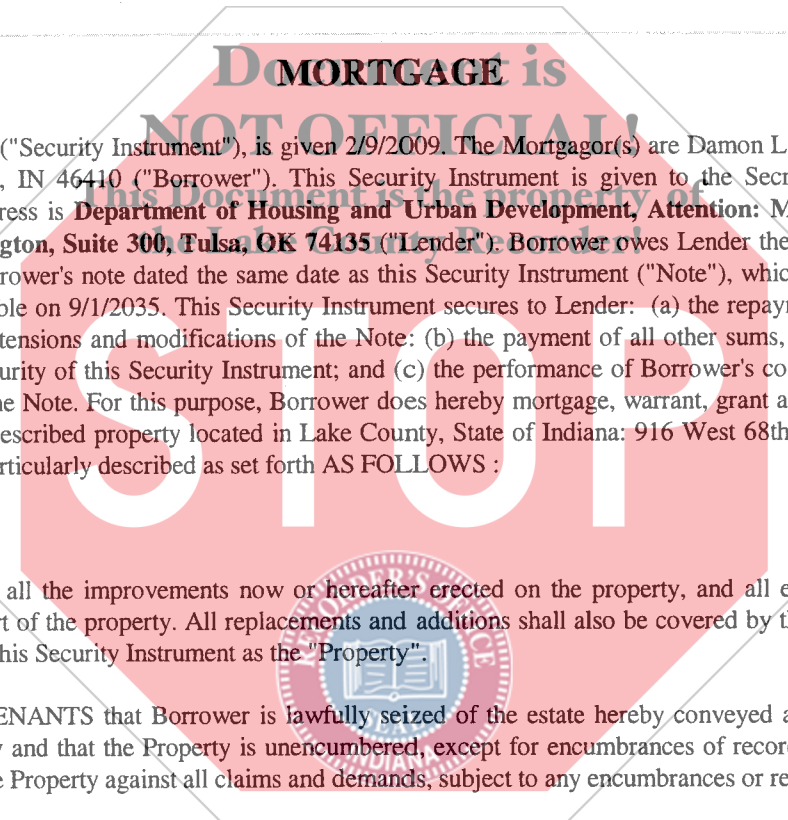 Document is
MORTGAGE
NOT OFFICIAL!
("Security Instrument"), is given 2/9/2009. The Mortgagor(s) are Damon L
, IN 46410 ("Borrower"). This Security Instrument is given to the Secr
This Document is the property of
ress is Department of Housing and Urban Development, Attention: M
the Lake County Recorder!
gton, Suite 300, Tulsa, OK 74135 ("Lender"). Borrower owes Lender the
rower's note dated the same date as this Security Instrument ("Note"), whic
ble on 9/1/2035. This Security Instrument secures to Lender: (a) the repaym
tensions and modifications of the Note: (b) the payment of all other sums,
urity of this Security Instrument; and (c) the performance of Borrower's co
he Note. For this purpose, Borrower does hereby mortgage, warrant, grant a
STOP
escribed property located in Lake County, State of Indiana: 916 West 68th
rticularly described as set forth AS FOLLOWS :
all the improvements now or hereafter erected on the property, and all e
rt of the property. All replacements and additions shall also be covered by th
his Security Instrument as the "Property".
RECORDER'S OFFICE
SEAL
INDIANA
ENANTS that Borrower is lawfully seized of the estate hereby conveyed a
y and that the Property is unencumbered, except for encumbrances of recor
e Property against all claims and demands, subject to any encumbrances or re